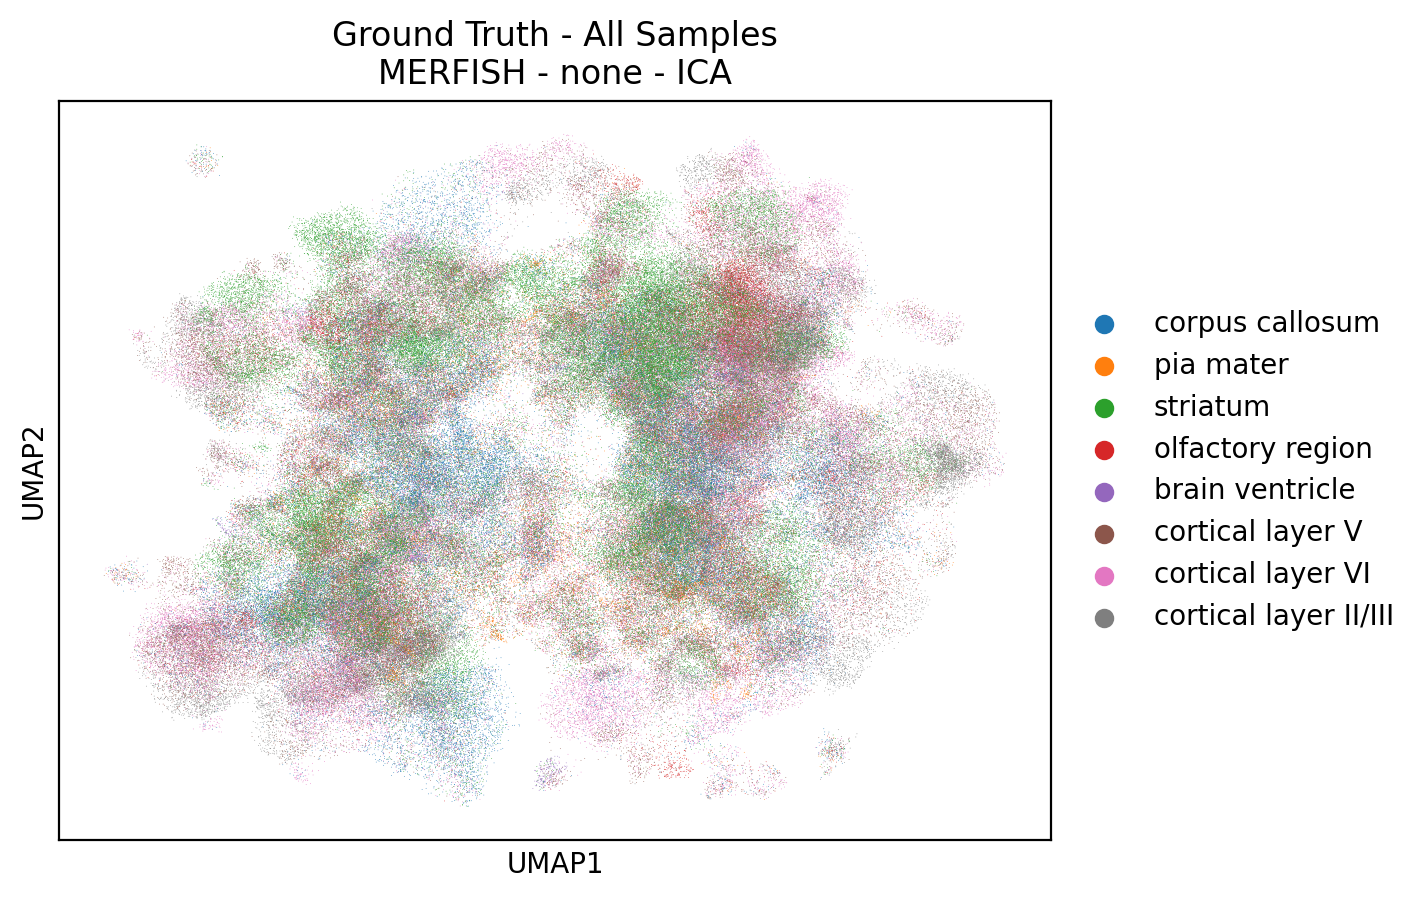 Ground Truth - All Samples
MERFISH - none - ICA
UMAP2
UMAP1
corpus callosum
pia mater
striatum
olfactory region
brain ventricle
cortical layer V
cortical layer VI
cortical layer II/III